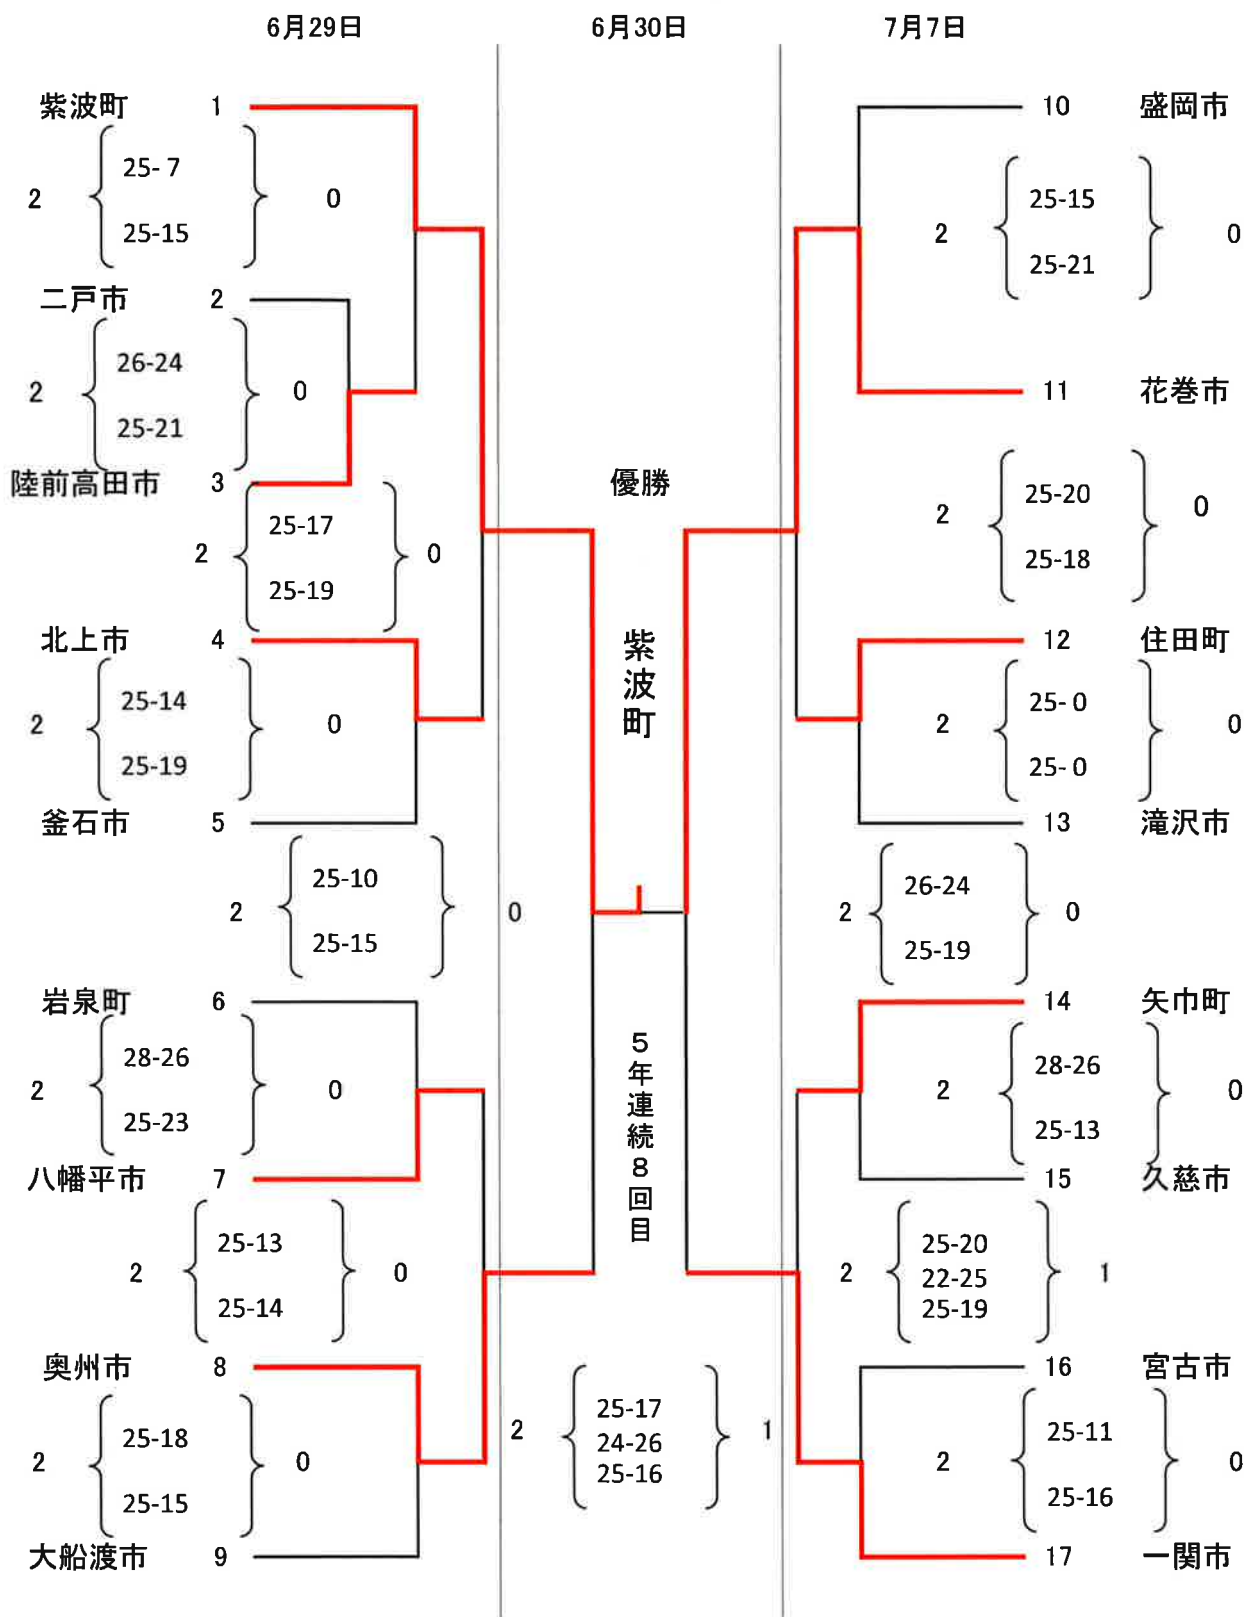 6月29日 6月30日 7月7日
紫波町 1 10 盛岡市
25- 7
2 0
25-15
25-15
2 0
25-21
二戸市 2
26-24
2 0
25-21
11 花巻市
陸前高田市 3
優勝
25-20
2 0
25-18
25-17
2 0
25-19
北上市 4 12 住田町
紫波町
25-14
2 0
25-19
25- 0
2 0
25- 0
釜石市 5 13 滝沢市
25-10
2 0
25-15
26-24
2 0
25-19
岩泉町 6 14 矢巾町
28-26
2 0
25-23
28-26
2 0
25-13
5年連続8回目
八幡平市 7 15 久慈市
25-13
2 0
25-14
25-20
2 22-25 1
25-19
奥州市 8 16 宮古市
25-18
2 0
25-15
25-17
2 24-26 1
25-16
25-11
2 0
25-16
大船渡市 9 17 一関市